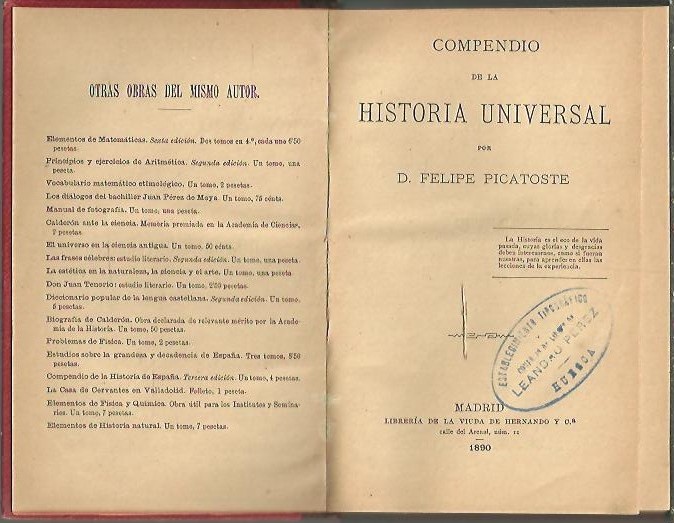 OTRAS OBRAS DEL MISMO AUTOR.
Elementos de Matemáticas. Sexta edición. Dos tomos en 4.º, cada uno 6'50
pesetas.
Principios y ejercicios de Aritmética. Segunda edición. Un tomo, una
peseta.
Vocabulario matemático etimológico. Un tomo, 2 pesetas.
Los diálogos del bachiller Juan Pérez de Moya. Un tomo, 75 cénts.
Manual de fotografía. Un tomo, una peseta.
Calderón ante la ciencia. Memoria premiada en la Academia de Ciencias,
2 pesetas.
El universo en la ciencia antigua. Un tomo, 50 cénts.
Las frases célebres: estudio literario. Segunda edición. Un tomo, una peseta
La estética en la naturaleza, la ciencia y el arte. Un tomo, una peseta.
Don Juan Tenorio: estudio literario. Un tomo, pesetas.
Diccionario popular de la lengua castellana. Segunda edición. Un tomo,
5 pesetas.
Biografía de Calderón. Obra declarada de relevante mérito por la Acade-
mia de la Historia. Un tomo, 50 pesetas.
Problemas de Física. Un tomo, 2 pesetas.
Estudios sobre la grandeza y decadencia de España. Tres tomos, 8'50
pesetas.
Compendio de la Historia de España. Tercera edición. Un tomo, 4 pesetas.
La Casa de Cervantes en Valladolid. Folleto, 1 peseta.
Elementos de Física y Química. Obra útil para los Institutos y Semina-
rios. Un tomo, 7 pesetas.
Elementos de Historia natural. Un tomo, 7 pesetas.
COMPENDIO
DE LA
HISTORIA UNIVERSAL
POR
D. FELIPE PICATOSTE
La Historia es el eco de la vida
pasada, cuyas glorias y desgracias
deben interesarnos, como si fueran
nuestras, para aprender en ellas las
lecciones de la experiencia.
ESTABLECIMIENTO TIPOGRÁFICO
LEANDRO PEREZ
HUESCA
MADRID
LIBRERÍA DE LA VIUDA DE HERNANDO Y C.ª
calle del Arenal, núm. 11
1890